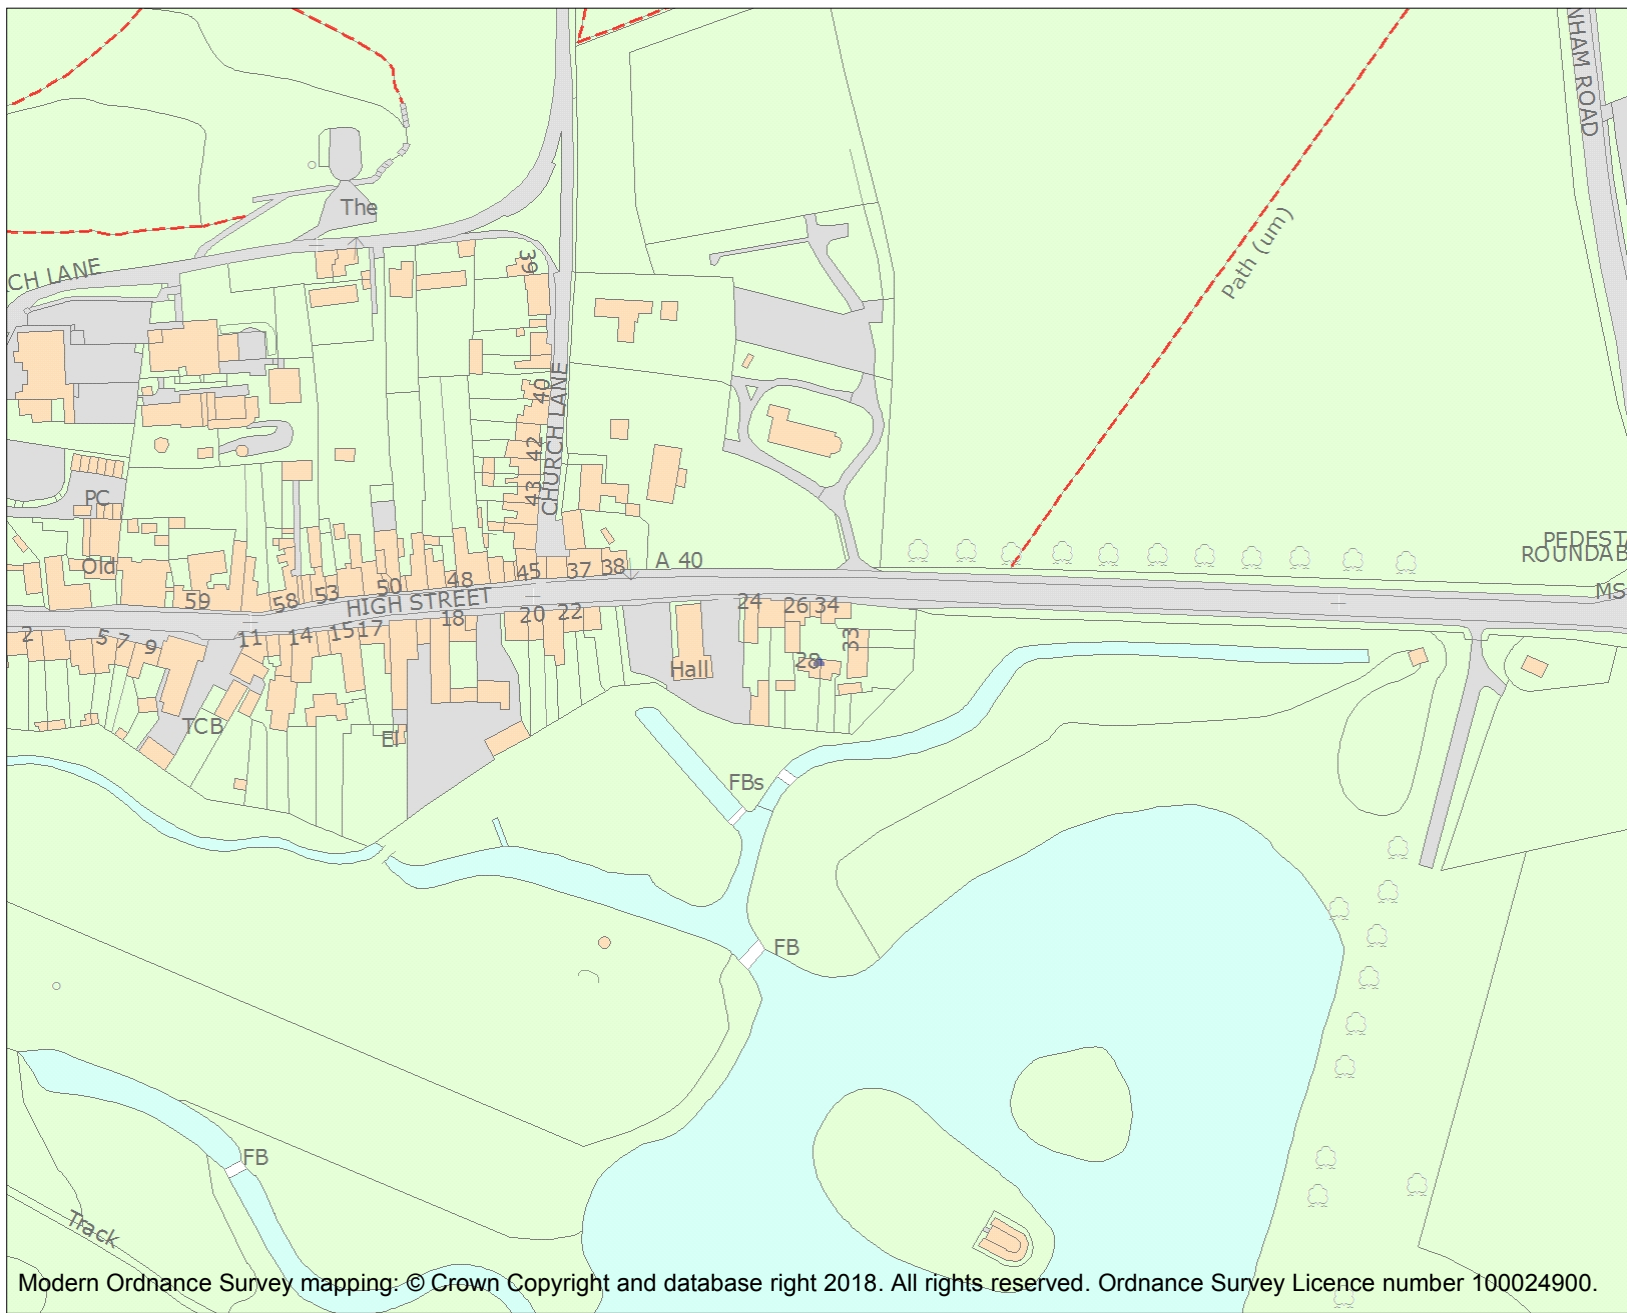 NHAM ROAD
The
Path (um)
CH LANE
39
40
CHURCH LANE
42
43
PC
Old
A 40
PEDEST
ROUNDAB
MS
59
58
53
50
48
45
37
38
HIGH STREET
2
5
7
9
11
14
15
17
18
20
22
24
26
34
33
28
Hall
TCB
El
FBs
FB
FB
Track
Modern Ordnance Survey mapping: © Crown Copyright and database right 2018. All rights reserved. Ordnance Survey Licence number 100024900.